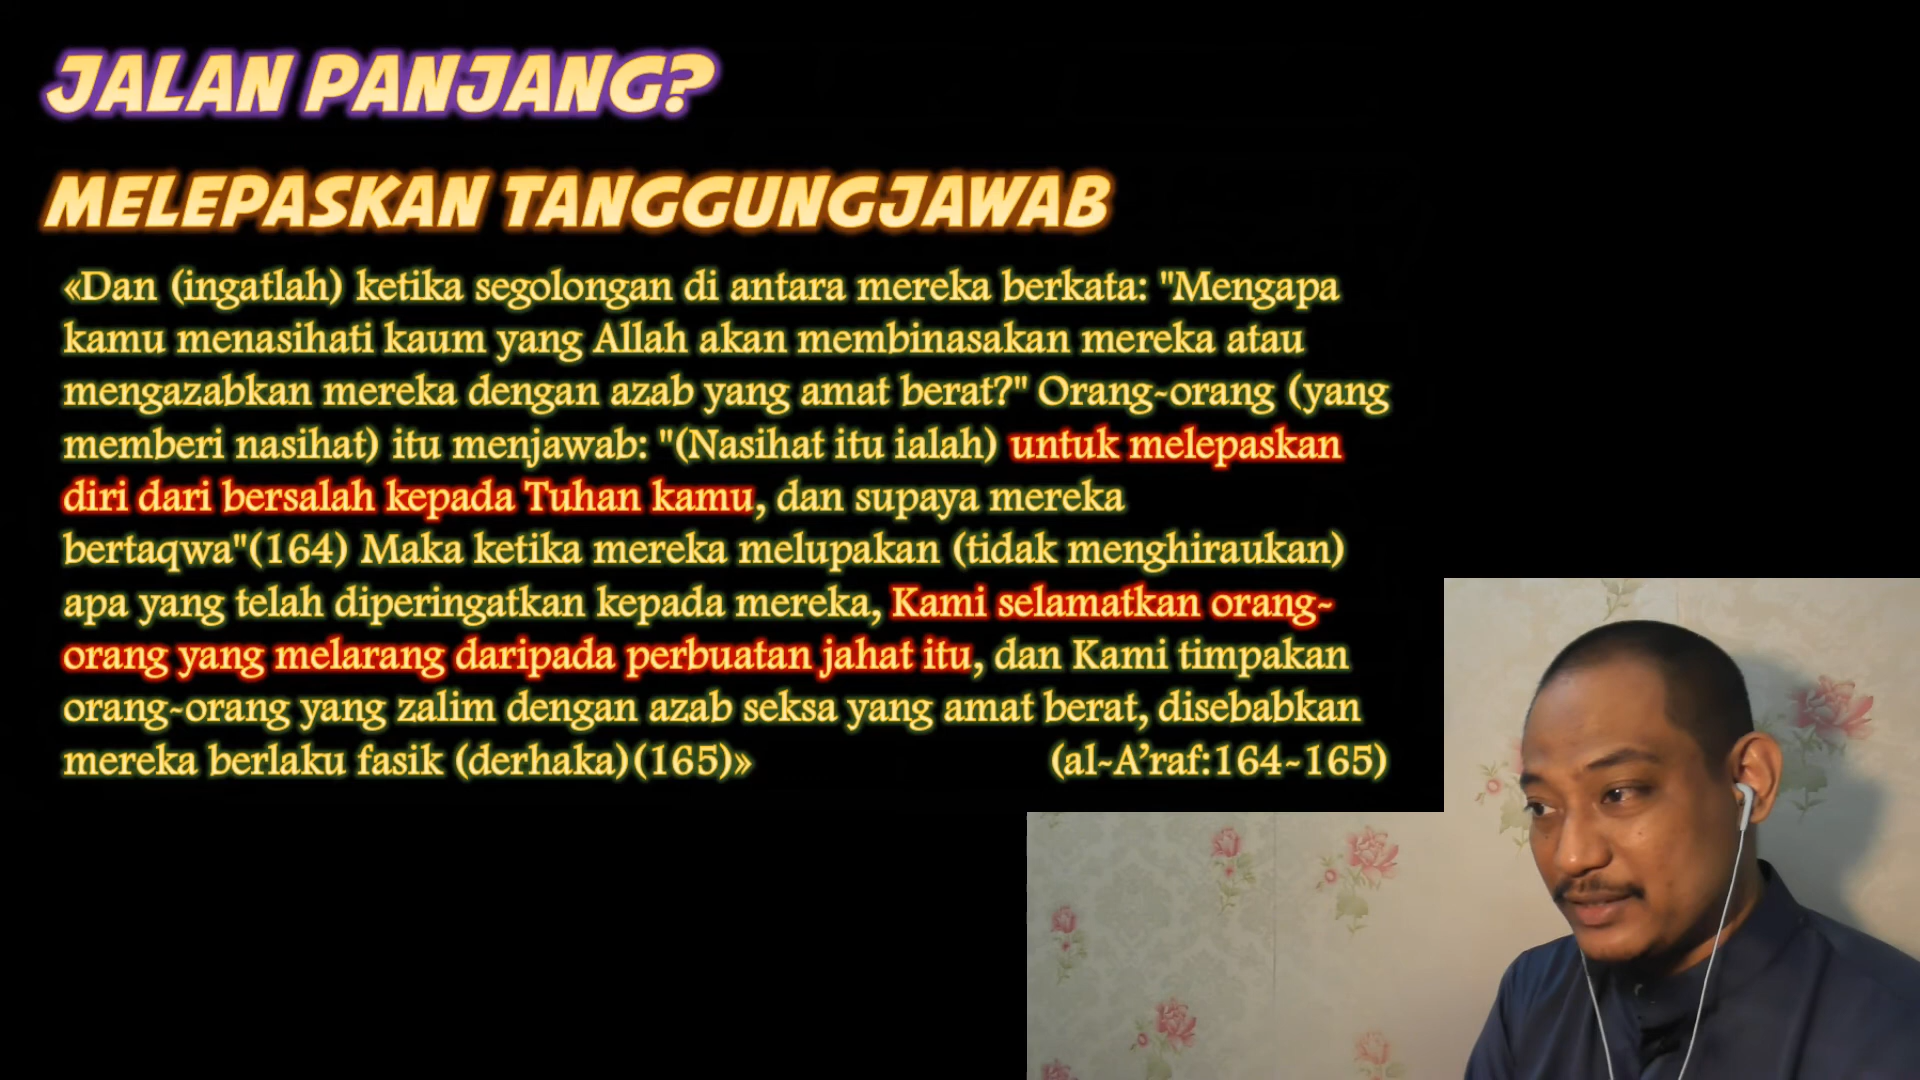 JALAN PANJANG?
MELEPASKAN TANGGUNGJAWAB
«Dan (ingatlah) ketika segolongan di antara mereka berkata: "Mengapa
kamu menasihati kaum yang Allah akan membinasakan mereka atau
mengazabkan mereka dengan azab yang amat berat?" Orang-orang (yang
memberi nasihat) itu menjawab: "(Nasihat itu ialah) untuk melepaskan
diri dari bersalah kepada Tuhan kamu, dan supaya mereka
bertaqwa"(164) Maka ketika mereka melupakan (tidak menghiraukan)
apa yang telah diperingatkan kepada mereka, Kami selamatkan orang-
orang yang melarang daripada perbuatan jahat itu, dan Kami timpakan
orang-orang yang zalim dengan azab seksa yang amat berat, disebabkan
mereka berlaku fasik (derhaka)(165)» (al-A’raf:164-165)